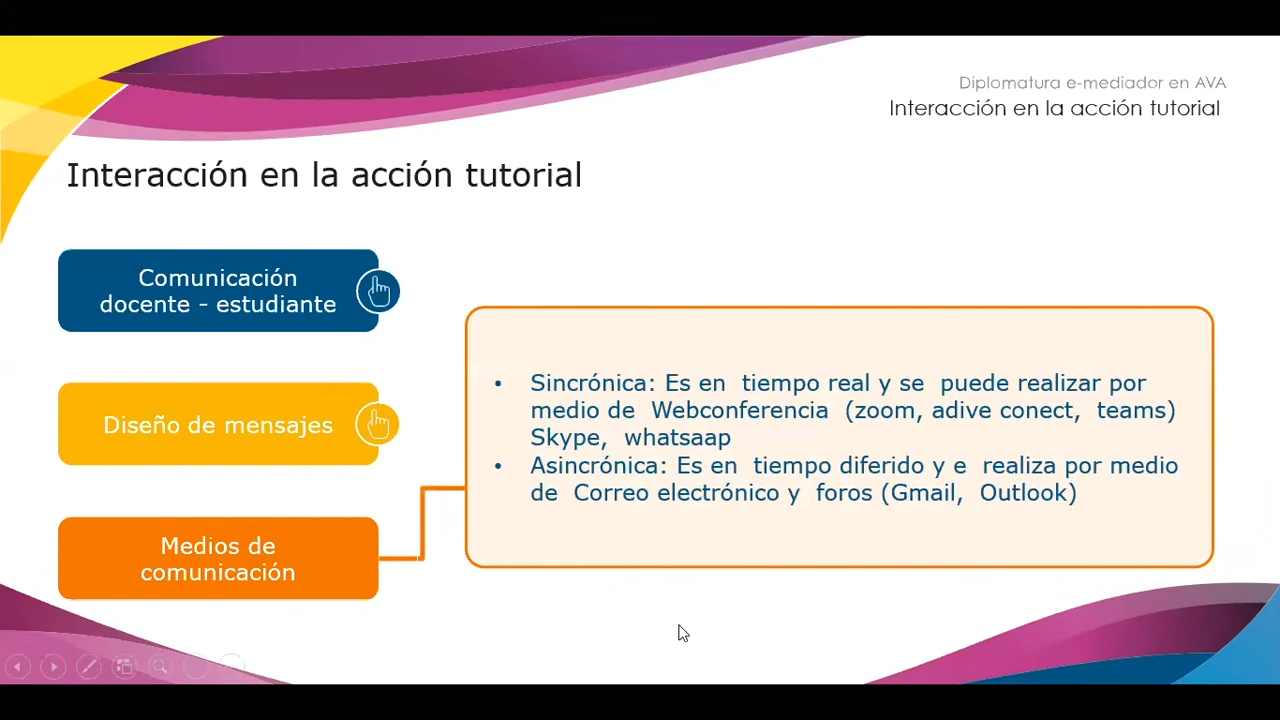 Diplomatura e-mediador en AVA
Interacción en la acción tutorial
Interacción en la acción tutorial
Comunicación
docente - estudiante
Diseño de mensajes
Medios de
comunicación
• Sincrónica: Es en tiempo real y se puede realizar por
medio de Webconferencia (zoom, adive conect, teams)
Skype, whatsaap
• Asincrónica: Es en tiempo diferido y e realiza por medio
de Correo electrónico y foros (Gmail, Outlook)